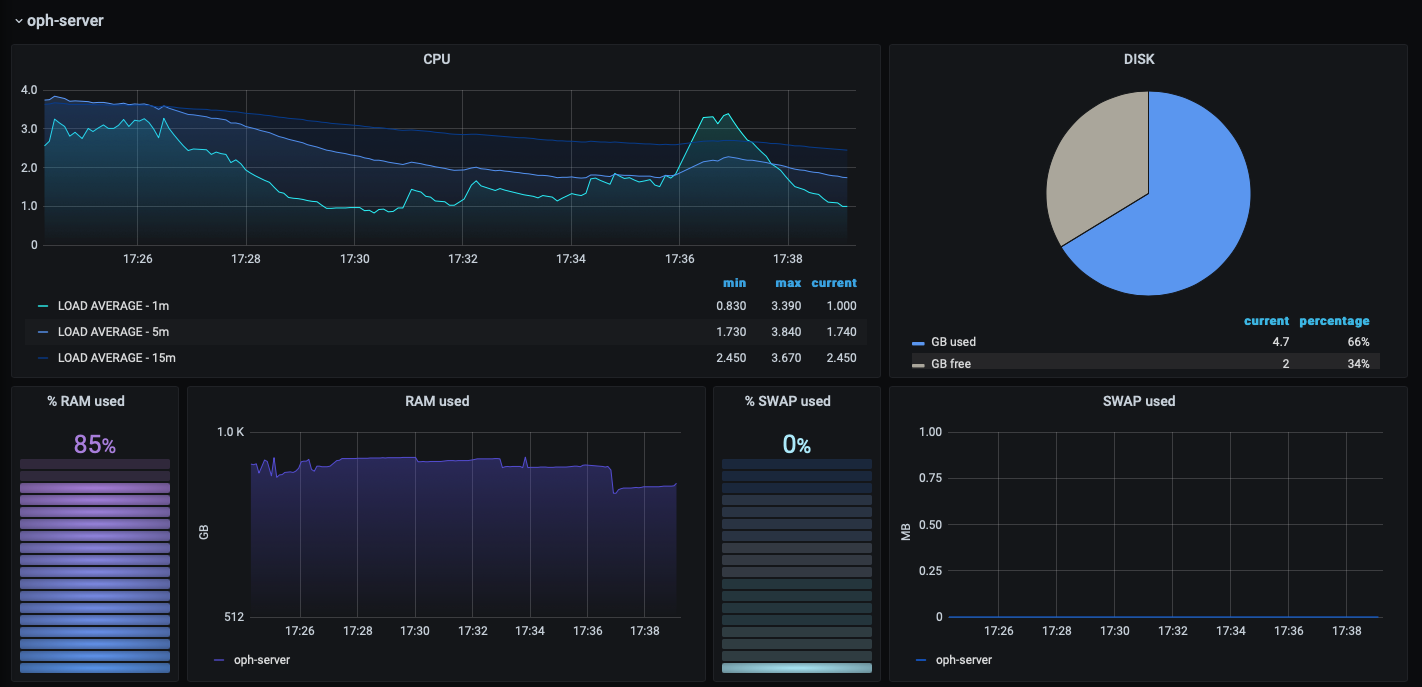 oph-server
CPU
4.0
3.0
2.0
1.0
0
17:26 17:28 17:30 17:32 17:34 17:36 17:38
min max current
LOAD AVERAGE - 1m 0.830 3.390 1.000
LOAD AVERAGE - 5m 1.730 3.840 1.740
LOAD AVERAGE - 15m 2.450 3.670 2.450
DISK
current percentage
GB used 4.7 66%
GB free 2 34%
% RAM used
85%
RAM used
1.0 K
GB
512
17:26 17:28 17:30 17:32 17:34 17:36 17:38
oph-server
% SWAP used
0%
SWAP used
1.00
0.75
0.50
MB
0.25
0
17:26 17:28 17:30 17:32 17:34 17:36 17:38
oph-server